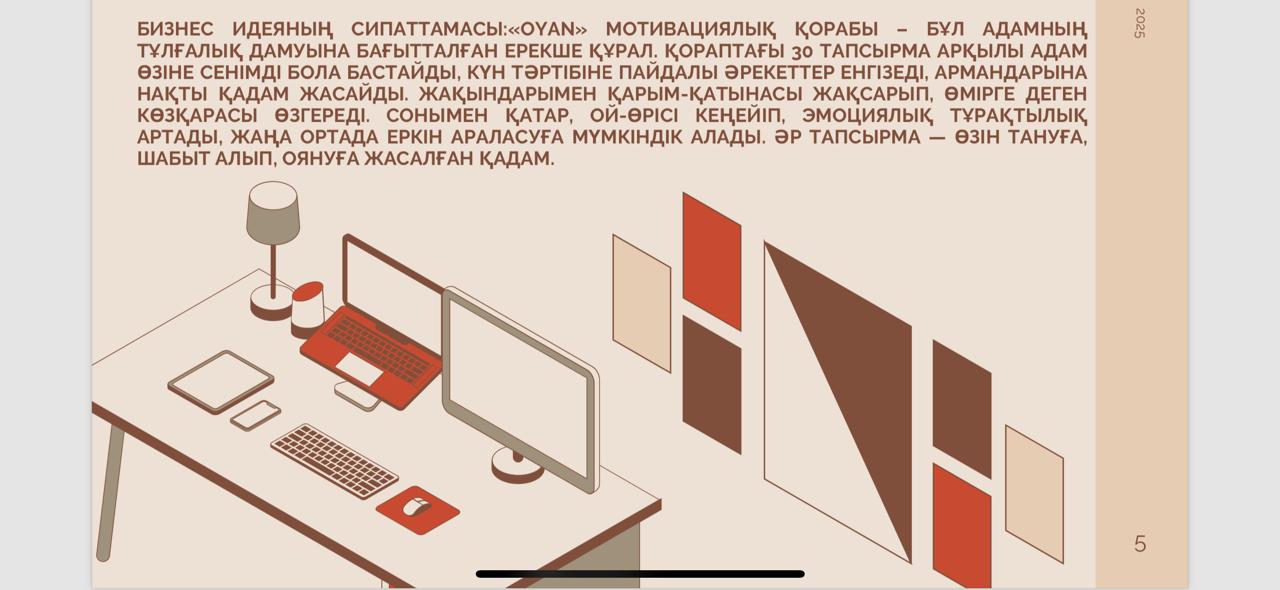 БИЗНЕС ИДЕЯНЫҢ СИПАТТАМАСЫ:«OYAN» МОТИВАЦИЯЛЫҚ ҚОРАБЫ – БҰЛ АДАМНЫҢ
ТҰЛҒАЛЫҚ ДАМУЫНА БАҒЫТТАЛҒАН ЕРЕКШЕ ҚҰРАЛ. ҚОРАПТАҒЫ 30 ТАПСЫРМА АРҚЫЛЫ АДАМ
ӨЗІНЕ СЕНІМДІ БОЛА БАСТАЙДЫ, КҮН ТӘРТІБІНЕ ПАЙДАЛЫ ӘРЕКЕТТЕР ЕНГІЗЕДІ, АРМАНДАРЫНА
НАҚТЫ ҚАДАМ ЖАСАЙДЫ. ЖАҚЫНДАРЫМЕН ҚАРЫМ-ҚАТЫНАСЫ ЖАҚСАРЫП, ӨМІРГЕ ДЕГЕН
КӨЗҚАРАСЫ ӨЗГЕРЕДІ. СОНЫМЕН ҚАТАР, ОЙ-ӨРІСІ КЕҢЕЙІП, ЭМОЦИЯЛЫҚ ТҰРАҚТЫЛЫҚ
АРТАДЫ, ЖАҢА ОРТАДА ЕРКІН АРАЛАСУҒА МҮМКІНДІК АЛАДЫ. ӘР ТАПСЫРМА — ӨЗІН ТАНУҒА,
ШАБЫТ АЛЫП, ОЯНУҒА ЖАСАЛҒАН ҚАДАМ.
2025
5